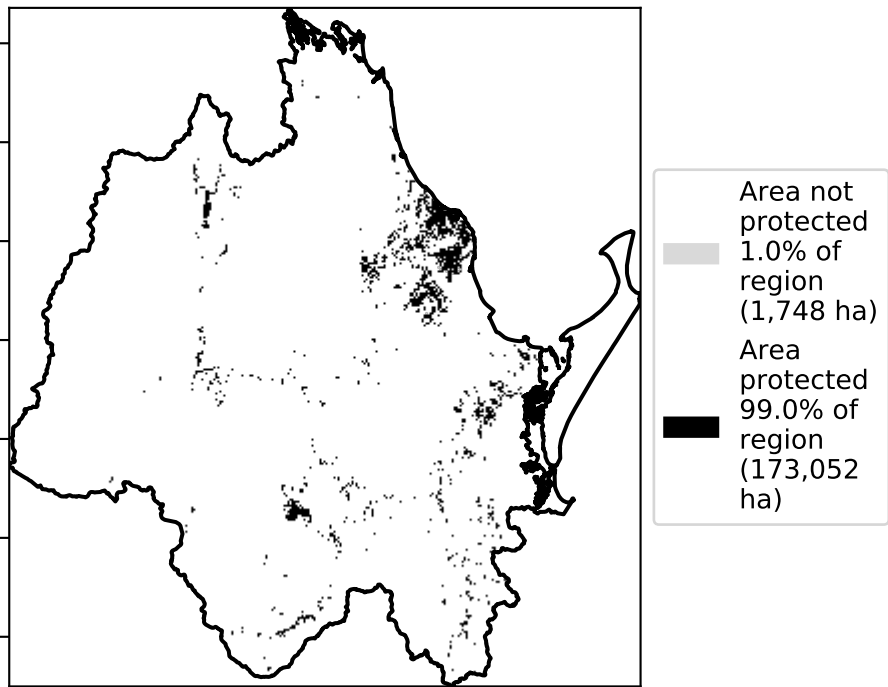 Area not
protected
1.0% of
region
(1,748 ha)
Area
protected
99.0% of
region
(173,052
ha)